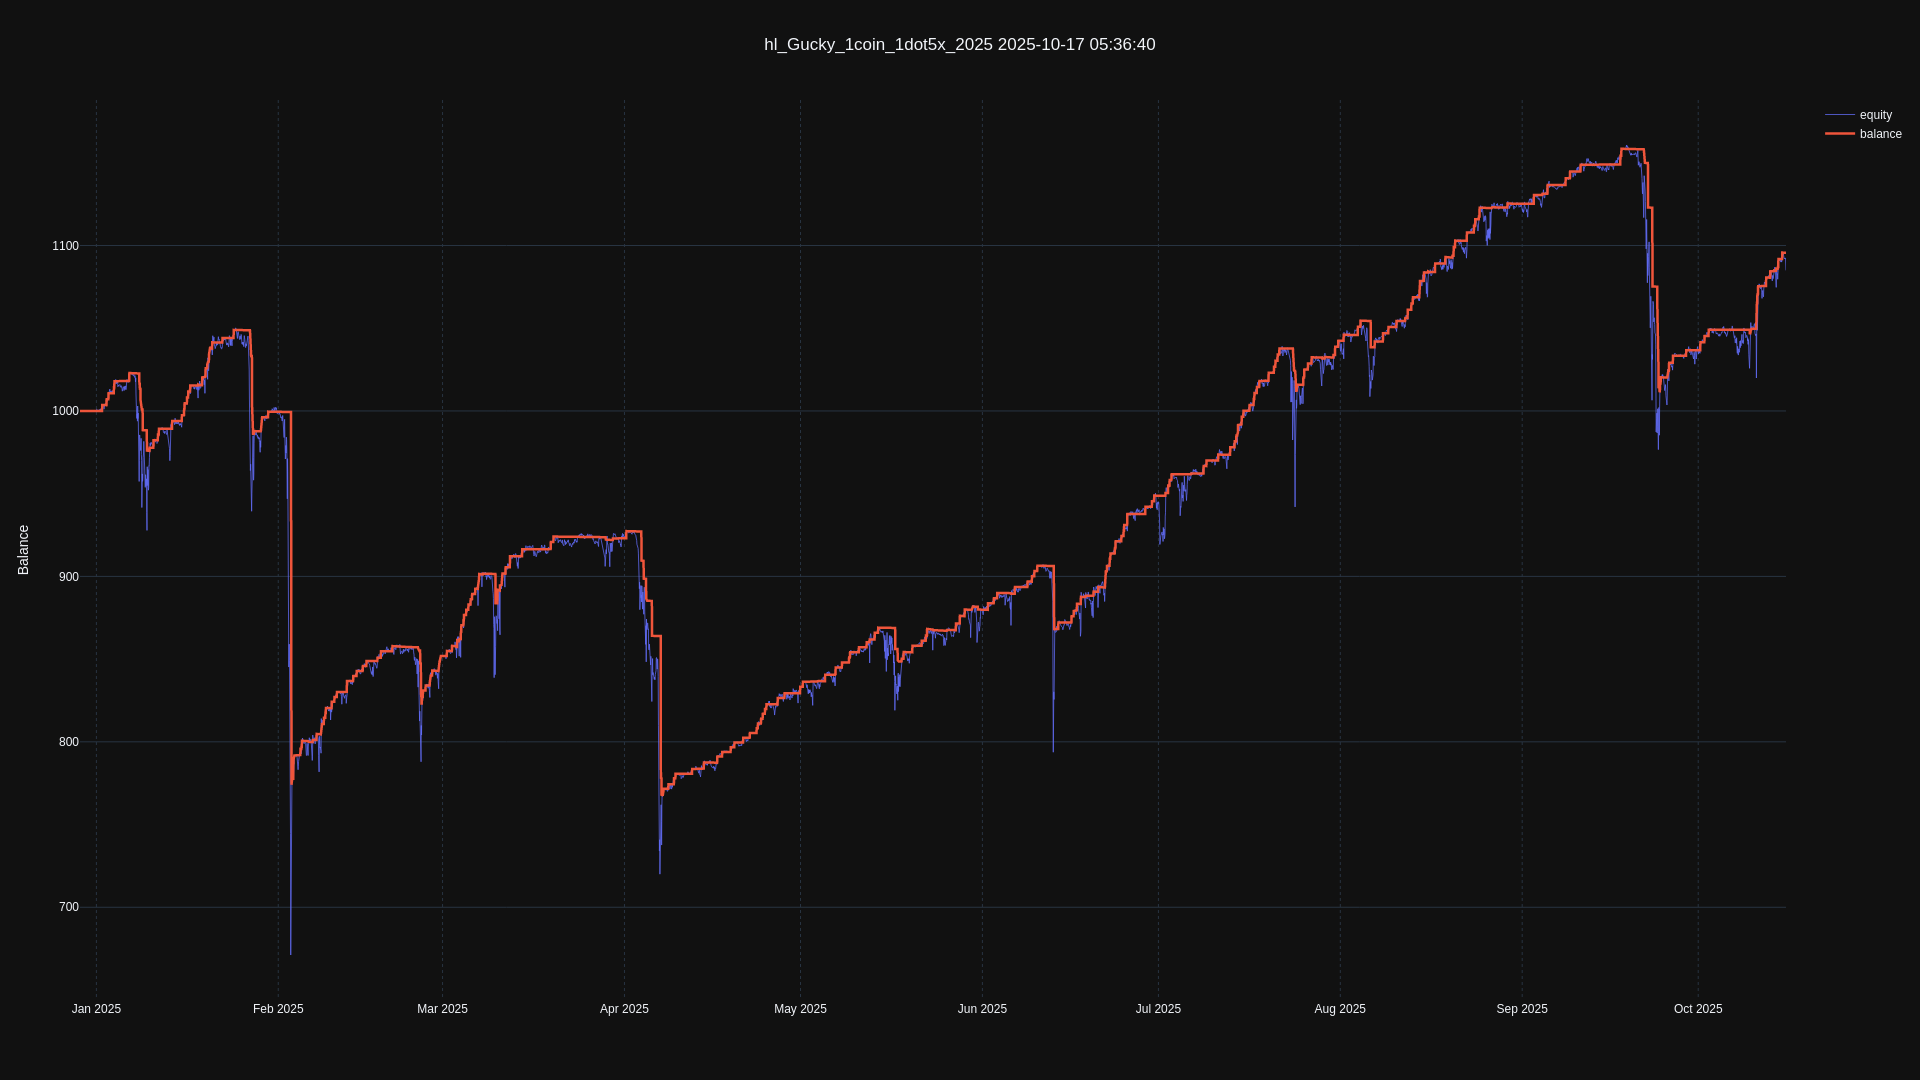 hl_Gucky_1coin_1dot5x_2025 2025-10-17 05:36:40
equity
balance
Balance
1100
1000
900
800
700
Jan 2025
Feb 2025
Mar 2025
Apr 2025
May 2025
Jun 2025
Jul 2025
Aug 2025
Sep 2025
Oct 2025